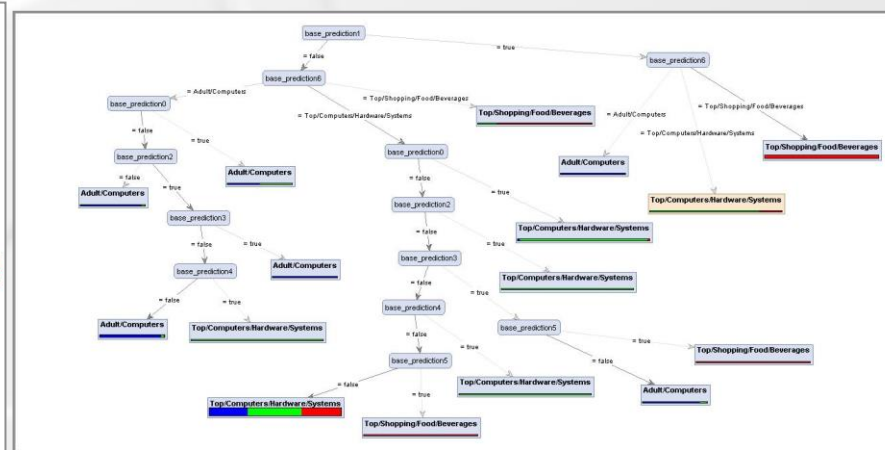 base_prediction1
= false
= true
base_prediction6
base_prediction6
= Adult/Computers
= Top/Shopping/Food/Beverages
= Top/Computers/Hardware/Systems
= Adult/Computers
= Top/Shopping/Food/Beverages
= Top/Computers/Hardware/Systems
base_prediction0
Top/Shopping/Food/Beverages
= false
= true
base_prediction0
Top/Shopping/Food/Beverages
base_prediction2
Adult/Computers
Adult/Computers
= false
= true
= false
= true
base_prediction2
Top/Computers/Hardware/Systems
Adult/Computers
base_prediction3
= false
= true
Top/Computers/Hardware/Systems
= false
= true
base_prediction3
Adult/Computers
base_prediction4
Top/Computers/Hardware/Systems
= false
= true
= false
= true
base_prediction4
base_prediction5
Adult/Computers
Top/Computers/Hardware/Systems
= false
= true
= false
= true
Top/Shopping/Food/Beverages
base_prediction5
Top/Computers/Hardware/Systems
Adult/Computers
= false
= true
Top/Computers/Hardware/Systems
Top/Shopping/Food/Beverages